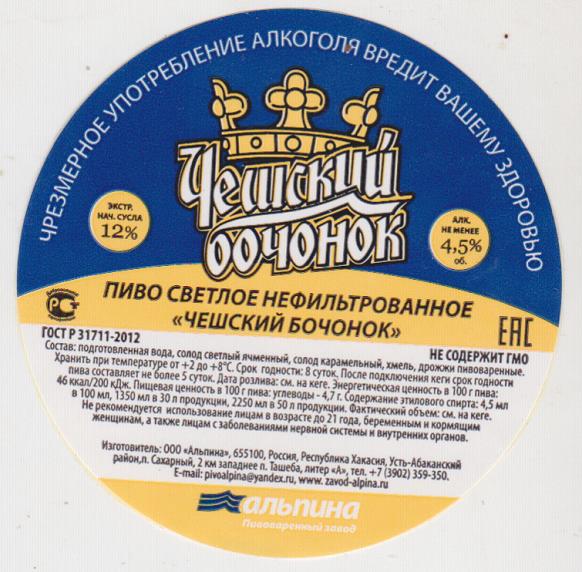 ЧРЕЗМЕРНОЕ УПОТРЕБЛЕНИЕ АЛКОГОЛЯ ВРЕДИТ ВАШЕМУ ЗДОРОВЬЮ
Чешский
бочонок
ЭКСТР.
НАЧ. СУСЛА
12%
АЛК.
НЕ МЕНЕЕ
4,5%
об.
ПИВО СВЕТЛОЕ НЕФИЛЬТРОВАННОЕ
«ЧЕШСКИЙ БОЧОНОК»
РСТ
ЕАС
ГОСТ Р 31711-2012
НЕ СОДЕРЖИТ ГМО
Состав: подготовленная вода, солод светлый ячменный, солод карамельный, хмель, дрожжи пивоваренные.
Хранить при температуре от +2 до +8°С. Срок годности: 8 суток. После подключения кеги срок годности
пива составляет не более 5 суток. Дата розлива: см. на кеге. Энергетическая ценность в 100 г пива:
46 ккал/200 кДж. Пищевая ценность в 100 г пива: углеводы - 4,7 г. Содержание этилового спирта: 4,5 мл
в 100 мл, 1350 мл в 30 л продукции, 2250 мл в 50 л продукции. Фактический объем: см. на кеге.
Не рекомендуется использование лицам в возрасте до 21 года, беременным и кормящим
женщинам, а также лицам с заболеваниями нервной системы и внутренних органов.
Изготовитель: ООО «Альпина», 655100, Россия, Республика Хакасия, Усть-Абаканский
район,п. Сахарный, 2 км западнее п. Ташеба, литер «А», тел. +7 (3902) 359-350.
E-mail: pivoalpina@yandex.ru, www. zavod-alpina.ru
альпина
Пивоваренный завод